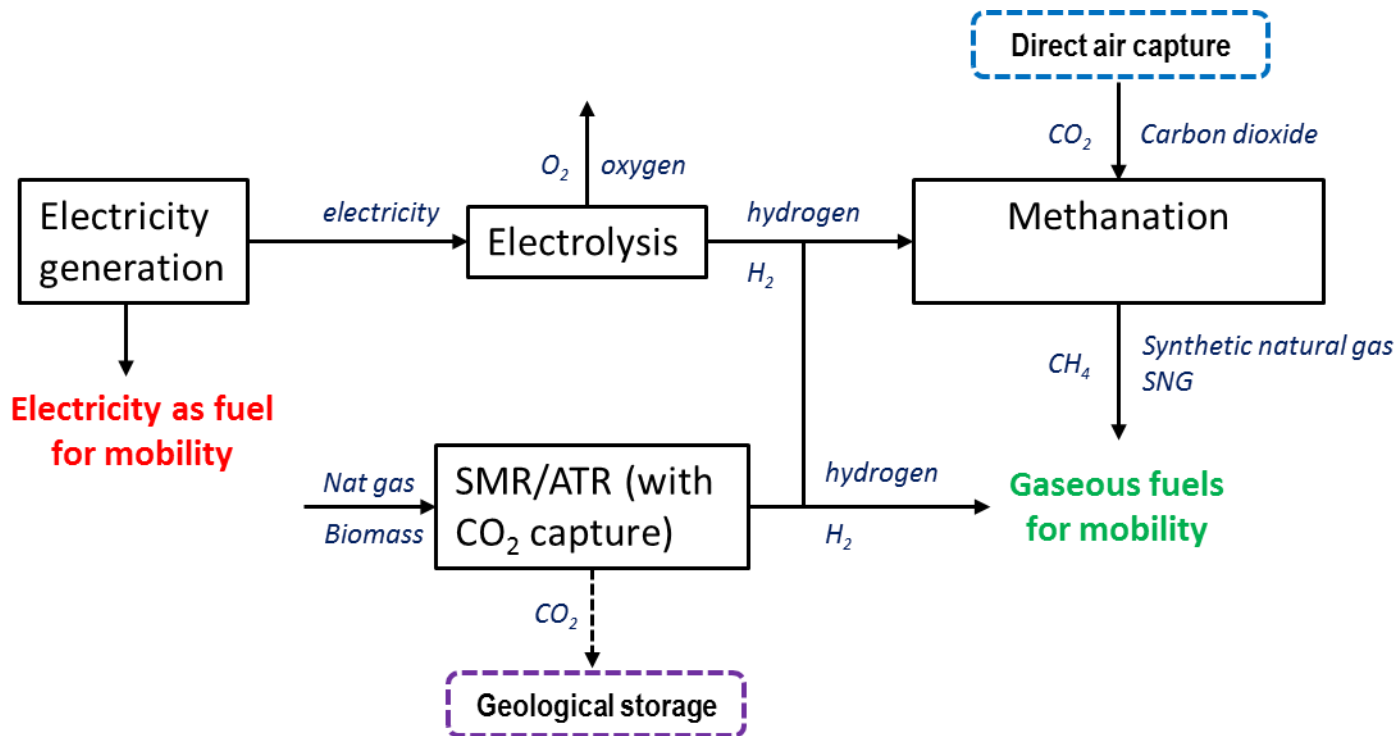 Direct air capture
CO₂ Carbon dioxide
O₂ oxygen
Electricity
generation
electricity
Electrolysis
hydrogen
H₂
Methanation
CH₄
Synthetic natural gas
SNG
Electricity as fuel
for mobility
Nat gas
Biomass
SMR/ATR (with
CO₂ capture)
hydrogen
H₂
Gaseous fuels
for mobility
CO₂
Geological storage